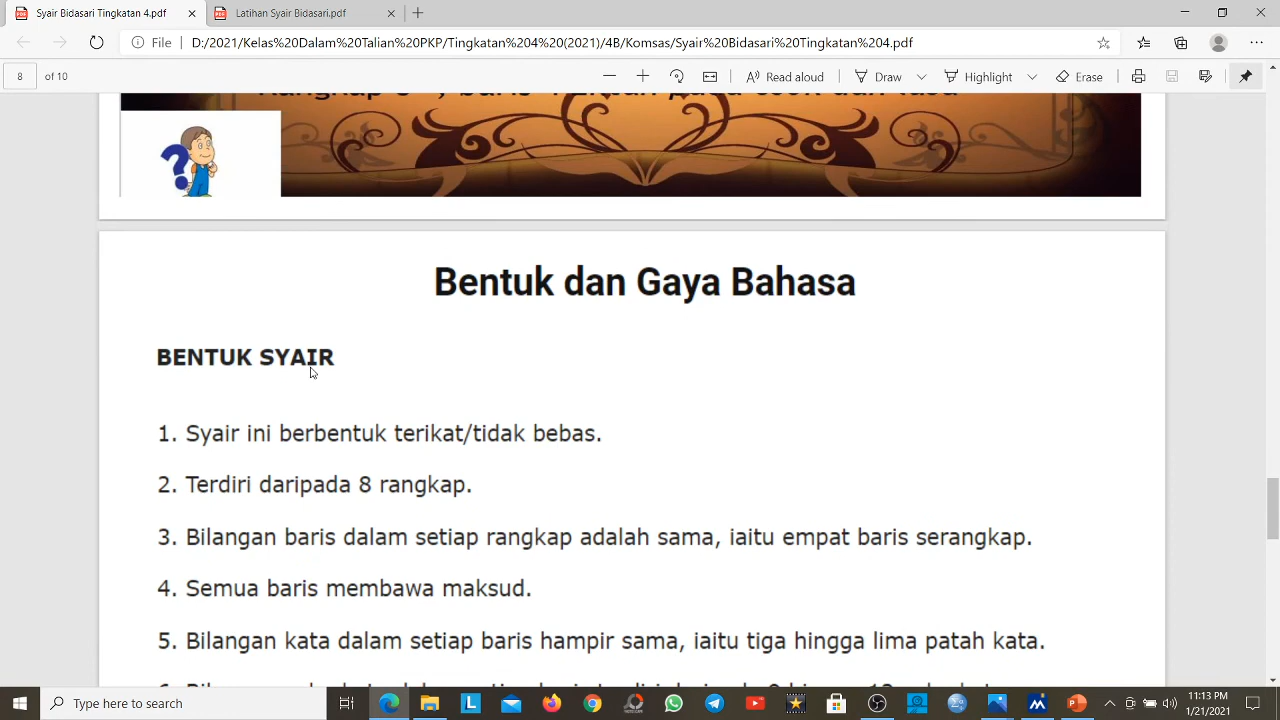 Syair Bidasari Tingkatan 4.pdf
Latihan Syair Bidasari.pdf
File
D:/2021/Kelas%20Dalam%20Talian%20PKP/Tingkatan%204%20(2021)/4B/Komsas/Syair%20Bidasari%20Tingkatan%204.pdf
8 of 10
Read aloud
Draw
Highlight
Erase
Bentuk dan Gaya Bahasa
BENTUK SYAIR
1. Syair ini berbentuk terikat/tidak bebas.
2. Terdiri daripada 8 rangkap.
3. Bilangan baris dalam setiap rangkap adalah sama, iaitu empat baris serangkap.
4. Semua baris membawa maksud.
5. Bilangan kata dalam setiap baris hampir sama, iaitu tiga hingga lima patah kata.
Type here to search
11:13 PM
1/21/2021